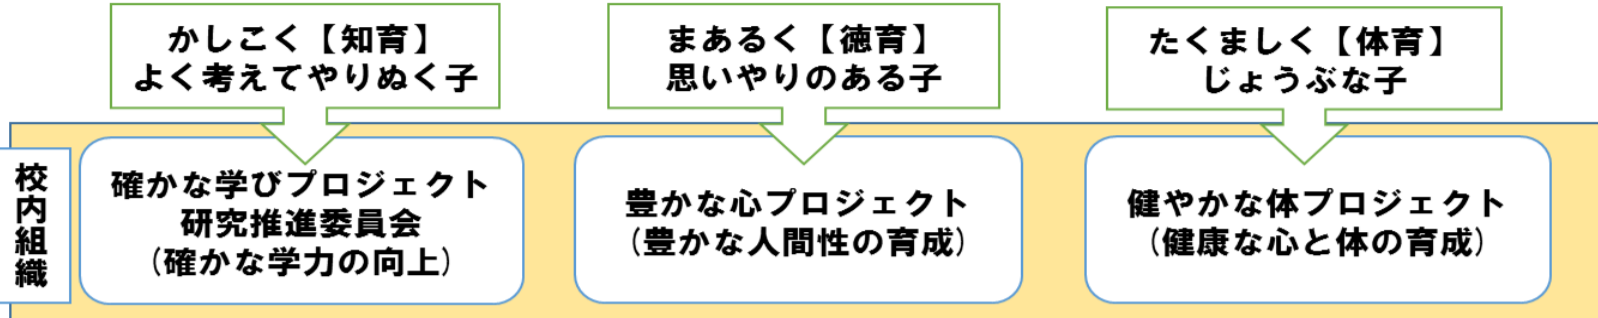 かしこく【知育】
よく考えてやりぬく子
まあるく【徳育】
思いやりのある子
たくましく【体育】
じょうぶな子
校内組織
確かな学びプロジェクト
研究推進委員会
(確かな学力の向上)
豊かな心プロジェクト
(豊かな人間性の育成)
健やかな体プロジェクト
(健康な心と体の育成)